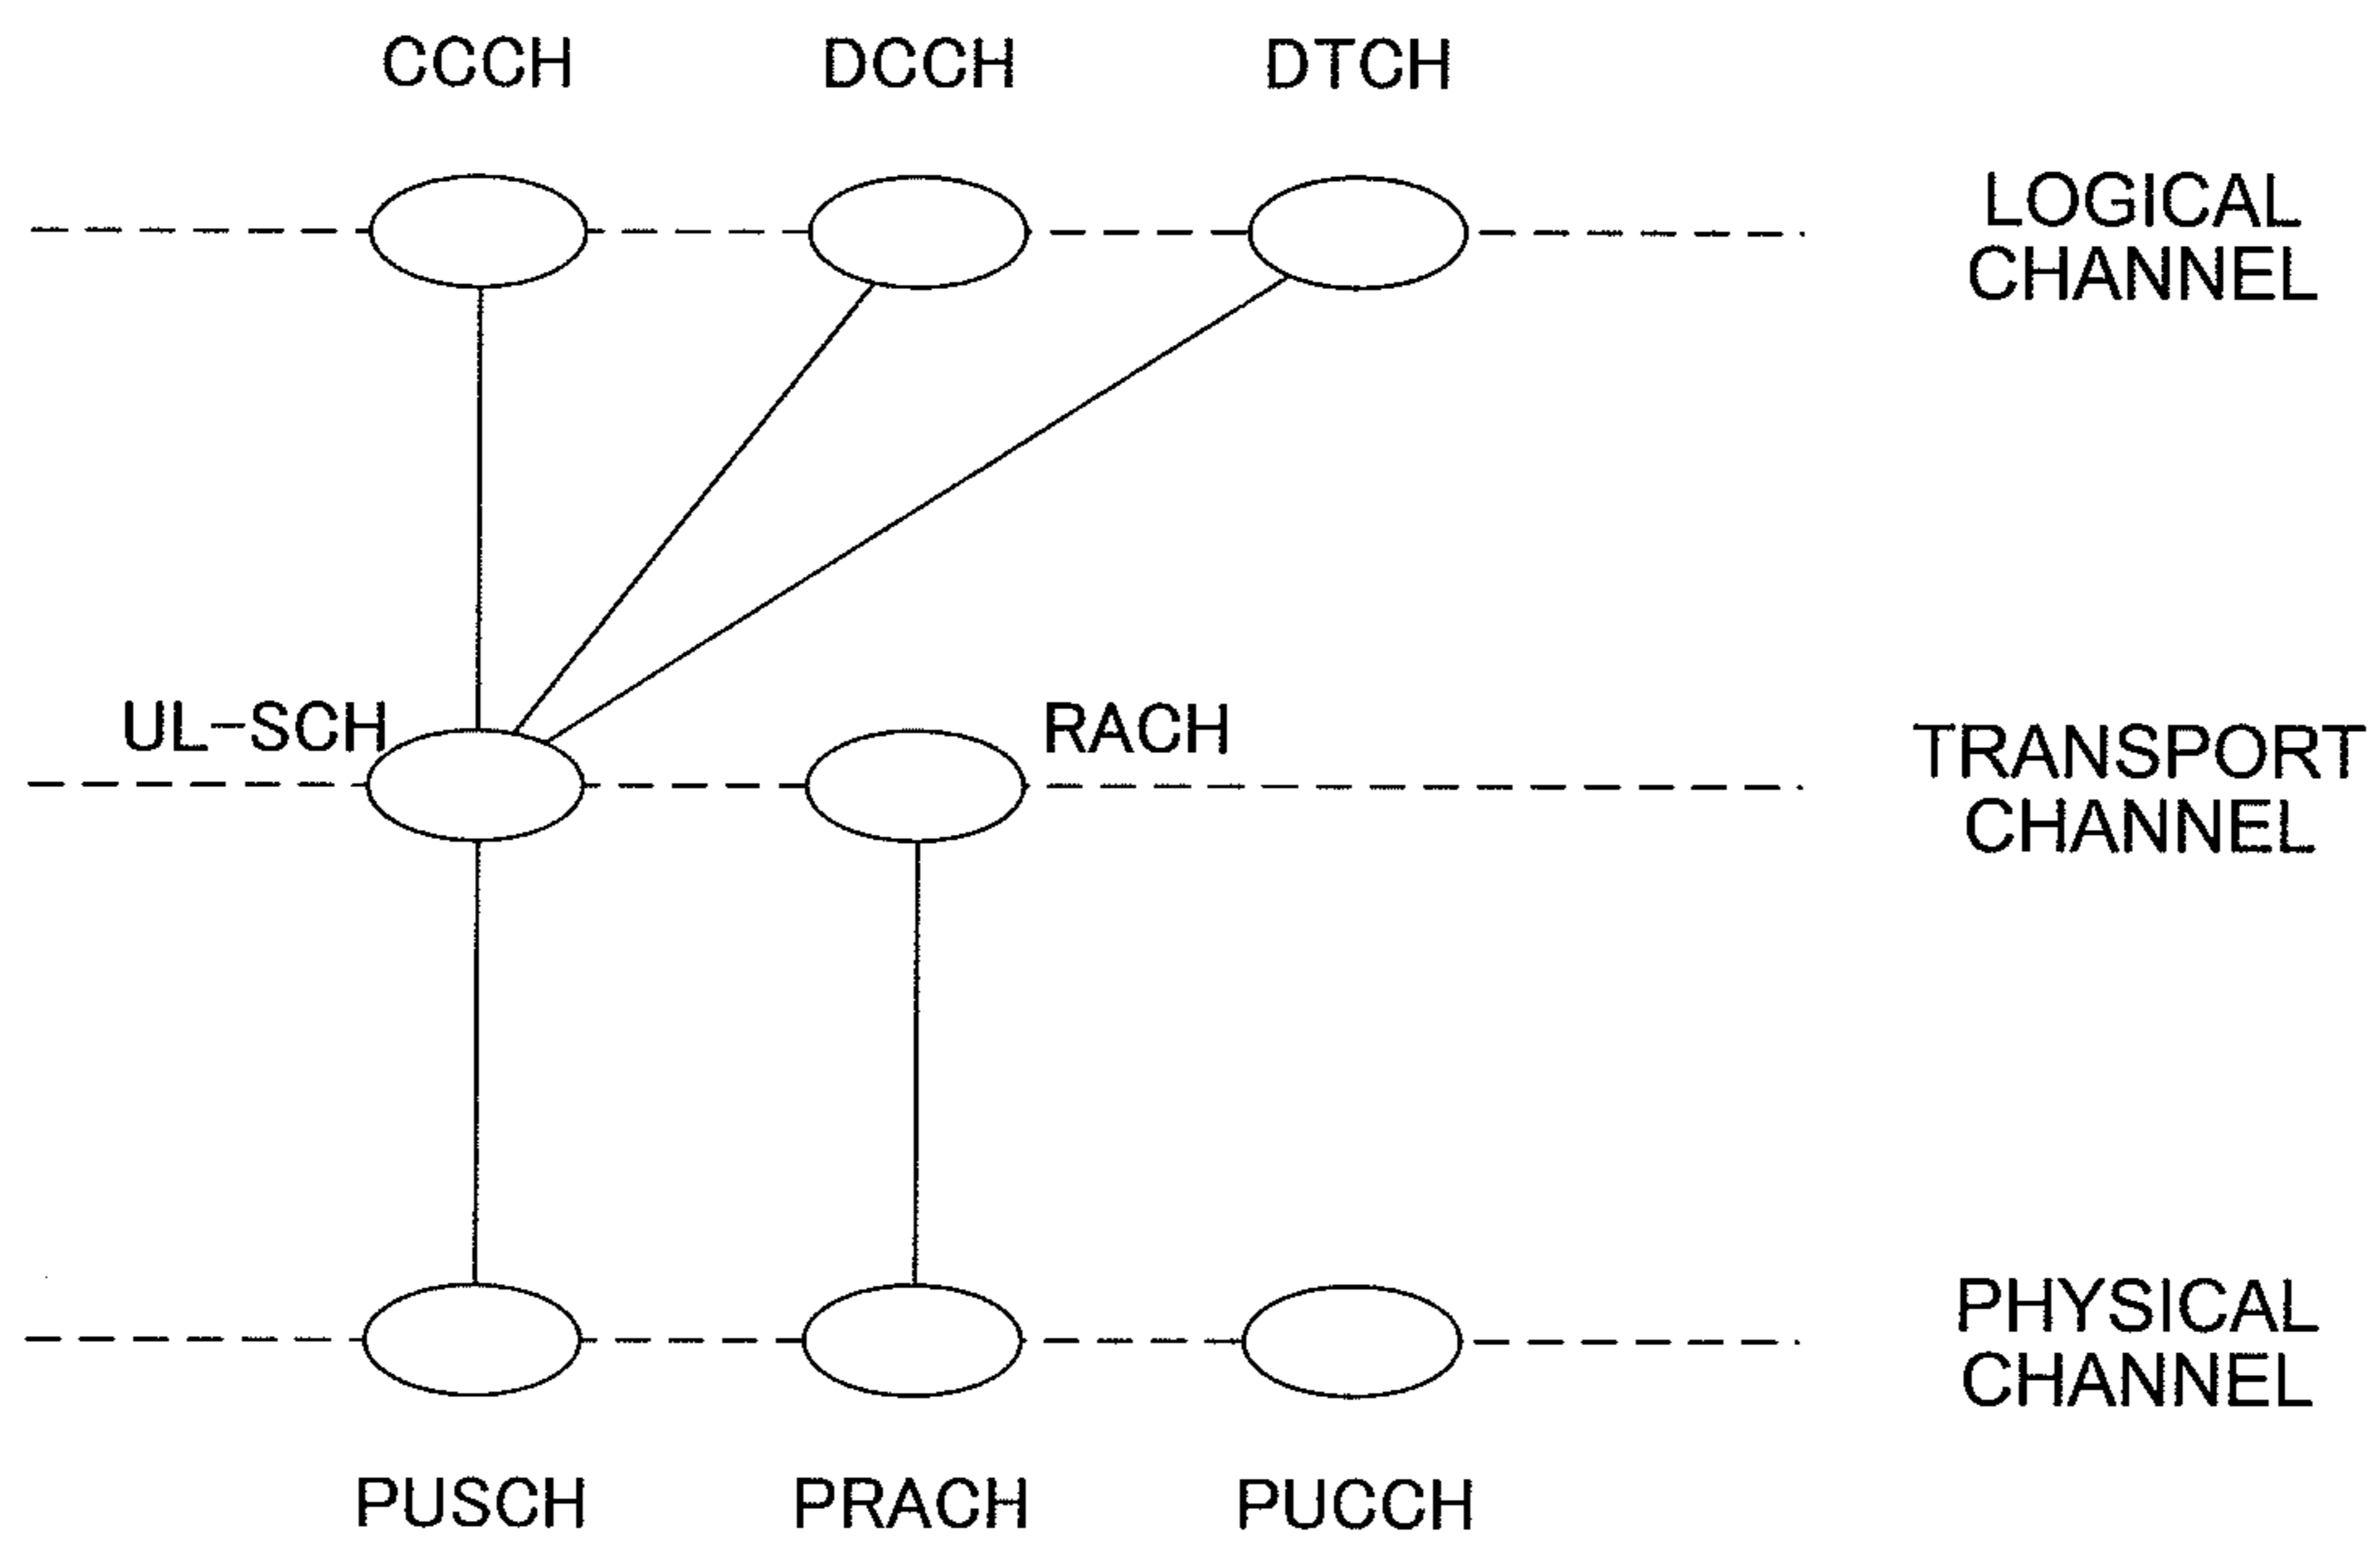 CCCH
DCCH
DTCH
LOGICAL
CHANNEL
UL-SCH
RACH
TRANSPORT
CHANNEL
PHYSICAL
CHANNEL
PUSCH
PRACH
PUCCH